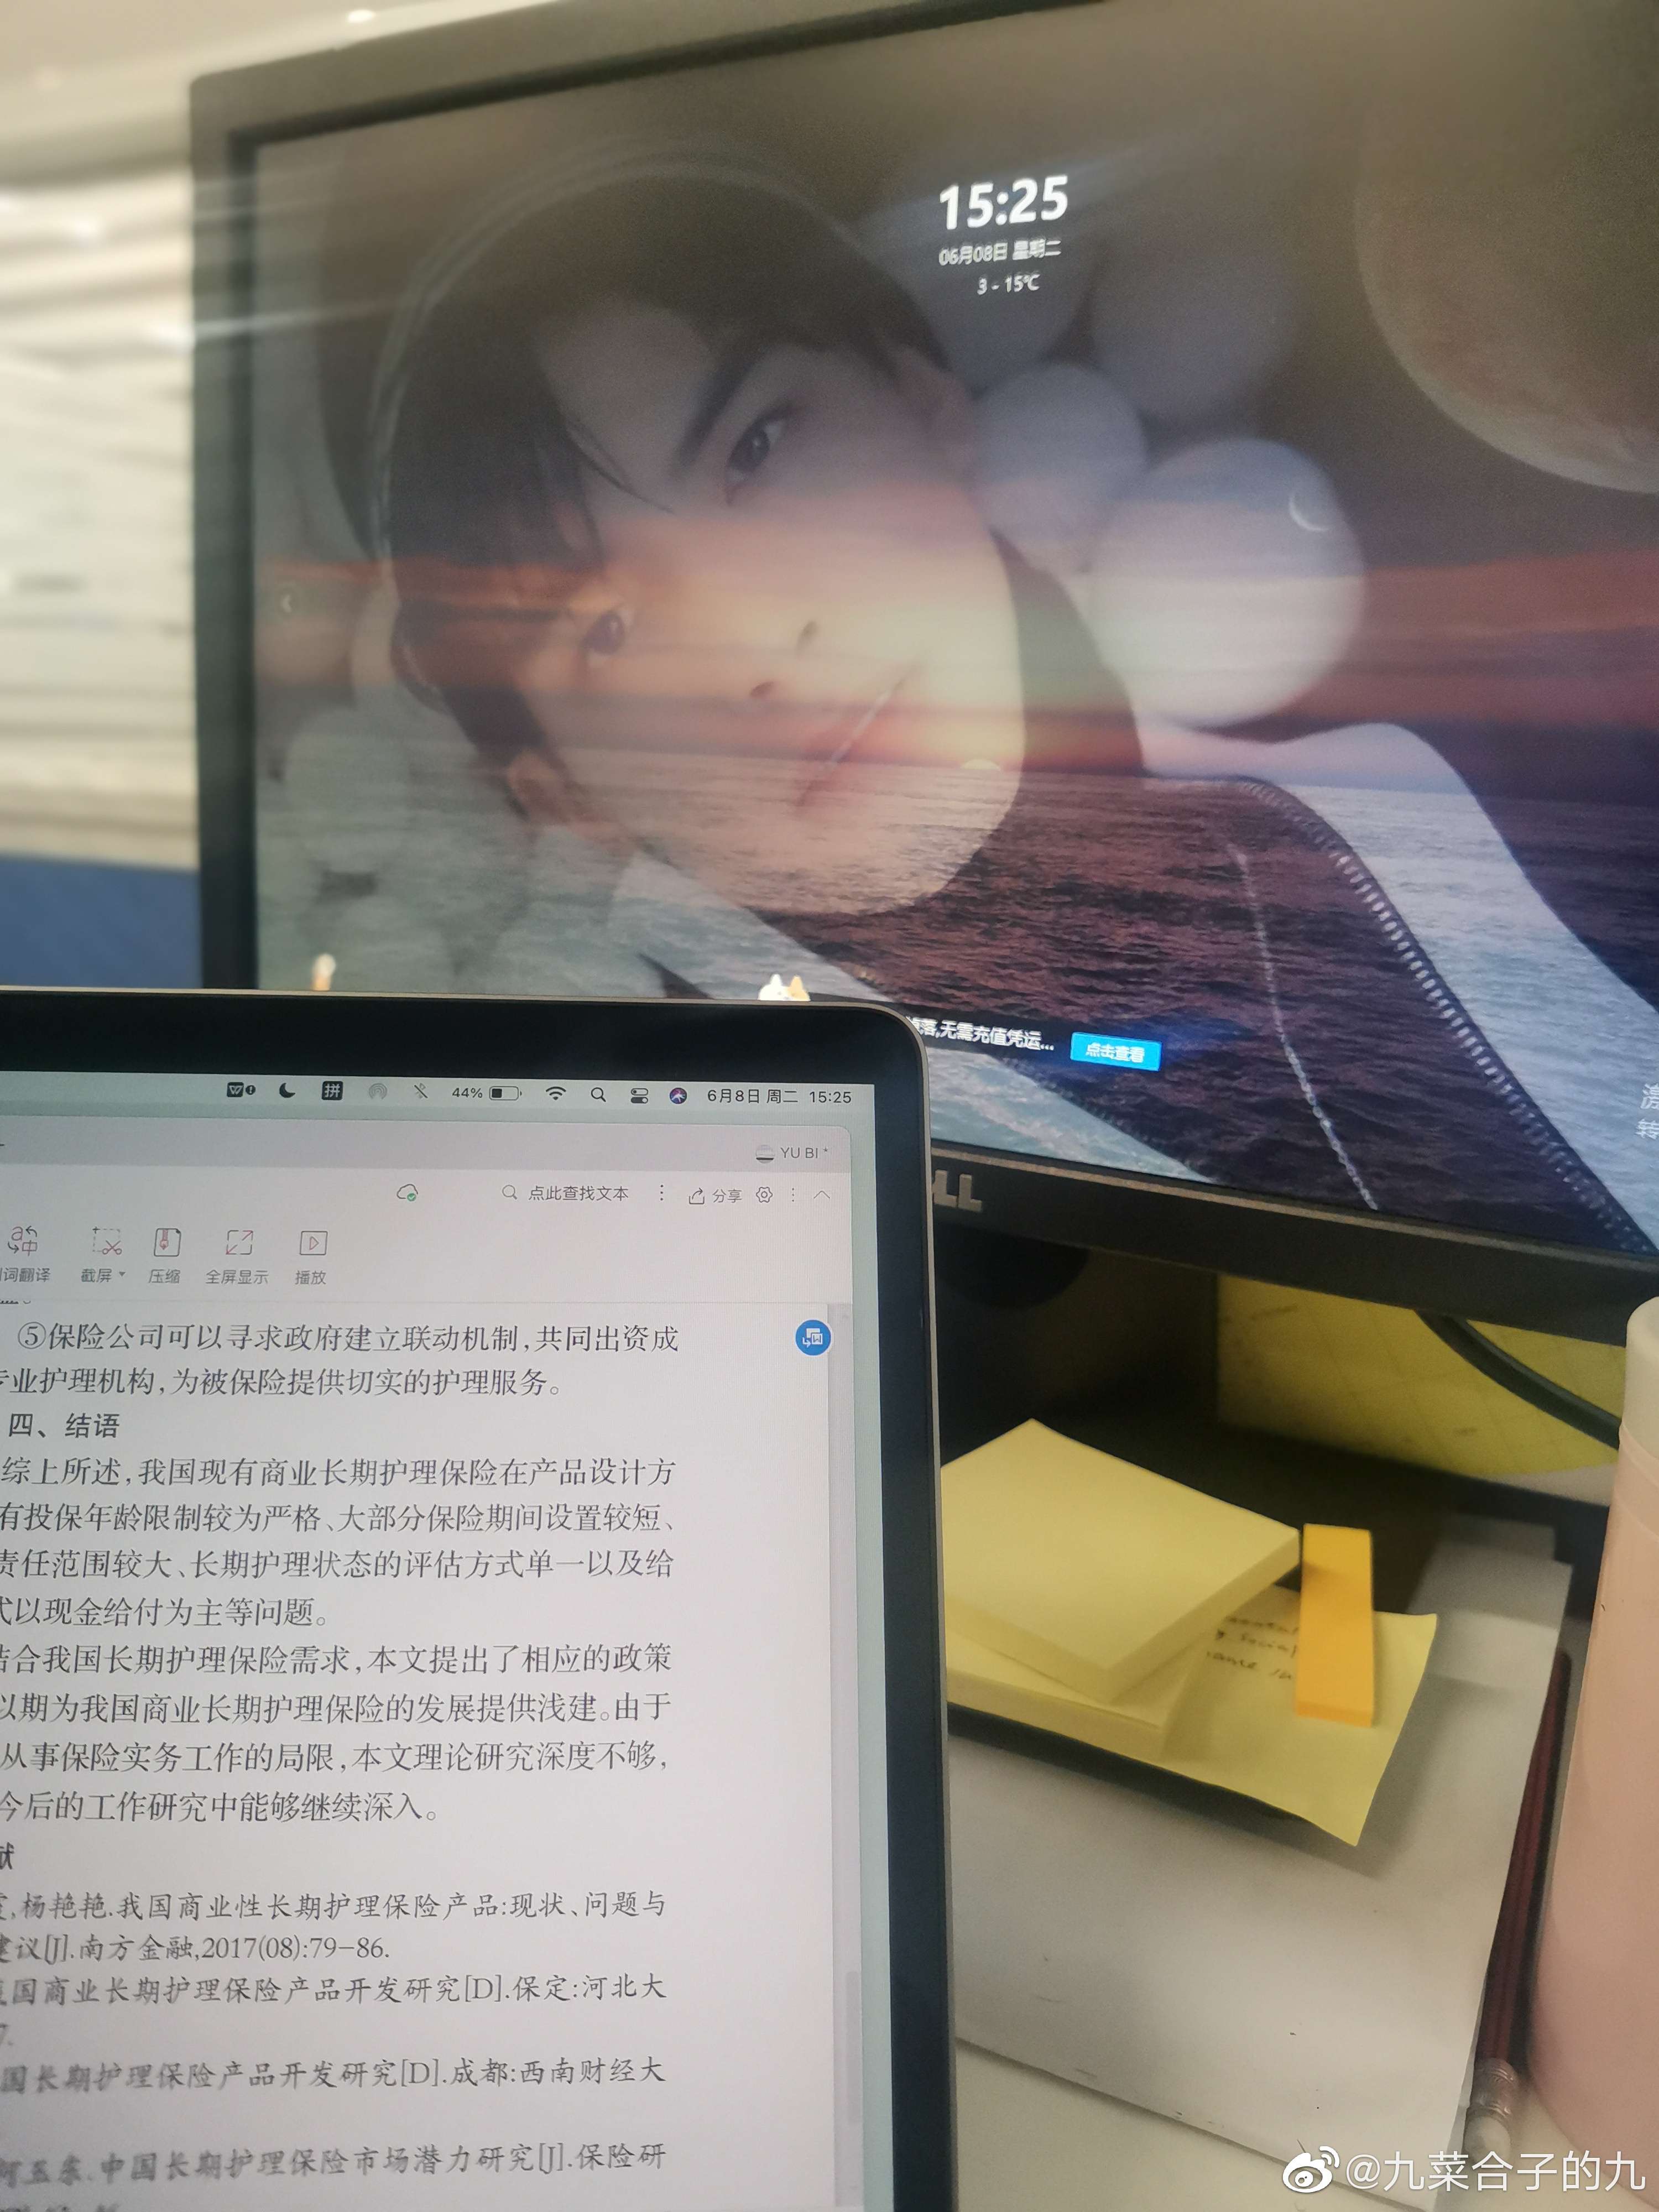 15:25
06月08日 星期二
3 - 15℃
落,无需充值凭运...
点击查看
44%
6月8日 周二 15:25
YU BI
点此查找文本
分享
词翻译
截屏
压缩
全屏显示
播放
⑤保险公司可以寻求政府建立联动机制,共同出资成
专业护理机构,为被保险提供切实的护理服务。
四、结语
综上所述,我国现有商业长期护理保险在产品设计方
有投保年龄限制较为严格、大部分保险期间设置较短、
责任范围较大、长期护理状态的评估方式单一以及给
式以现金给付为主等问题。
结合我国长期护理保险需求,本文提出了相应的政策
以期为我国商业长期护理保险的发展提供浅建。由于
从事保险实务工作的局限,本文理论研究深度不够,
今后的工作研究中能够继续深入。
献
,杨艳艳.我国商业性长期护理保险产品:现状、问题与
建议[J].南方金融,2017(08):79-86.
国商业长期护理保险产品开发研究[D].保定:河北大
7.
国长期护理保险产品开发研究[D].成都:西南财经大
何玉东.中国长期护理保险市场潜力研究[J].保险研
social
@九菜合子的九